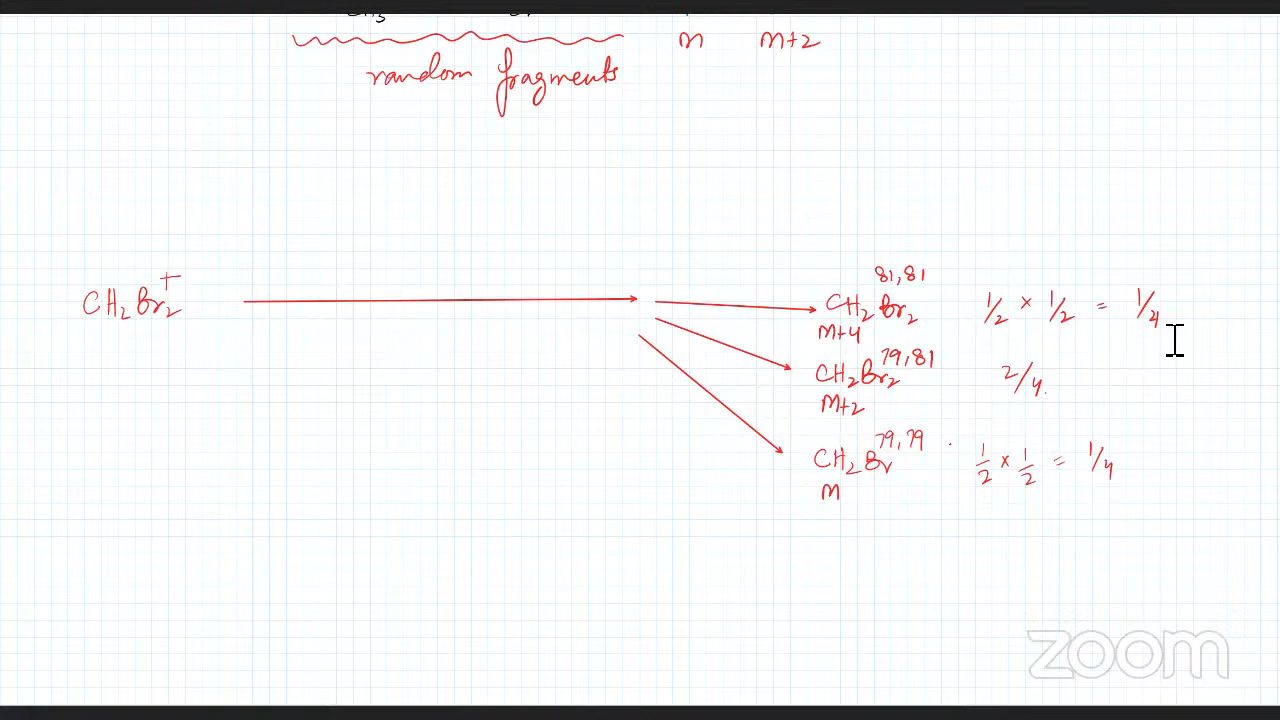 m m+2
random fragments
81,81
CH2Br2+ CH2Br2 1/2 × 1/2 = 1/4
m+4
79,81
CH2Br2 2/4.
m+2
79,79
CH2Br 1/2 × 1/2 = 1/4
m
zoom